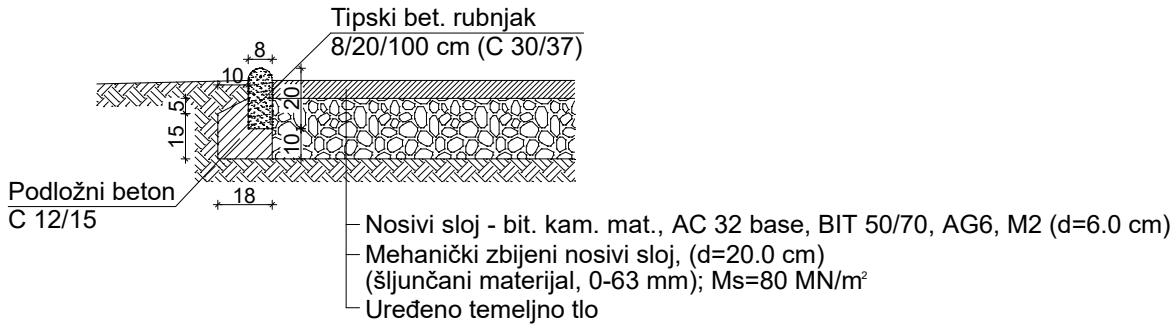 Tipski bet. rubnjak
8/20/100 cm (C 30/37)
8
10
20
5
15
10
18
Podložni beton
C 12/15
Nosivi sloj - bit. kam. mat., AC 32 base, BIT 50/70, AG6, M2 (d=6.0 cm)
Mehanički zbijeni nosivi sloj, (d=20.0 cm)
(šljunčani materijal, 0-63 mm); Ms=80 MN/m²
Uređeno temeljno tlo